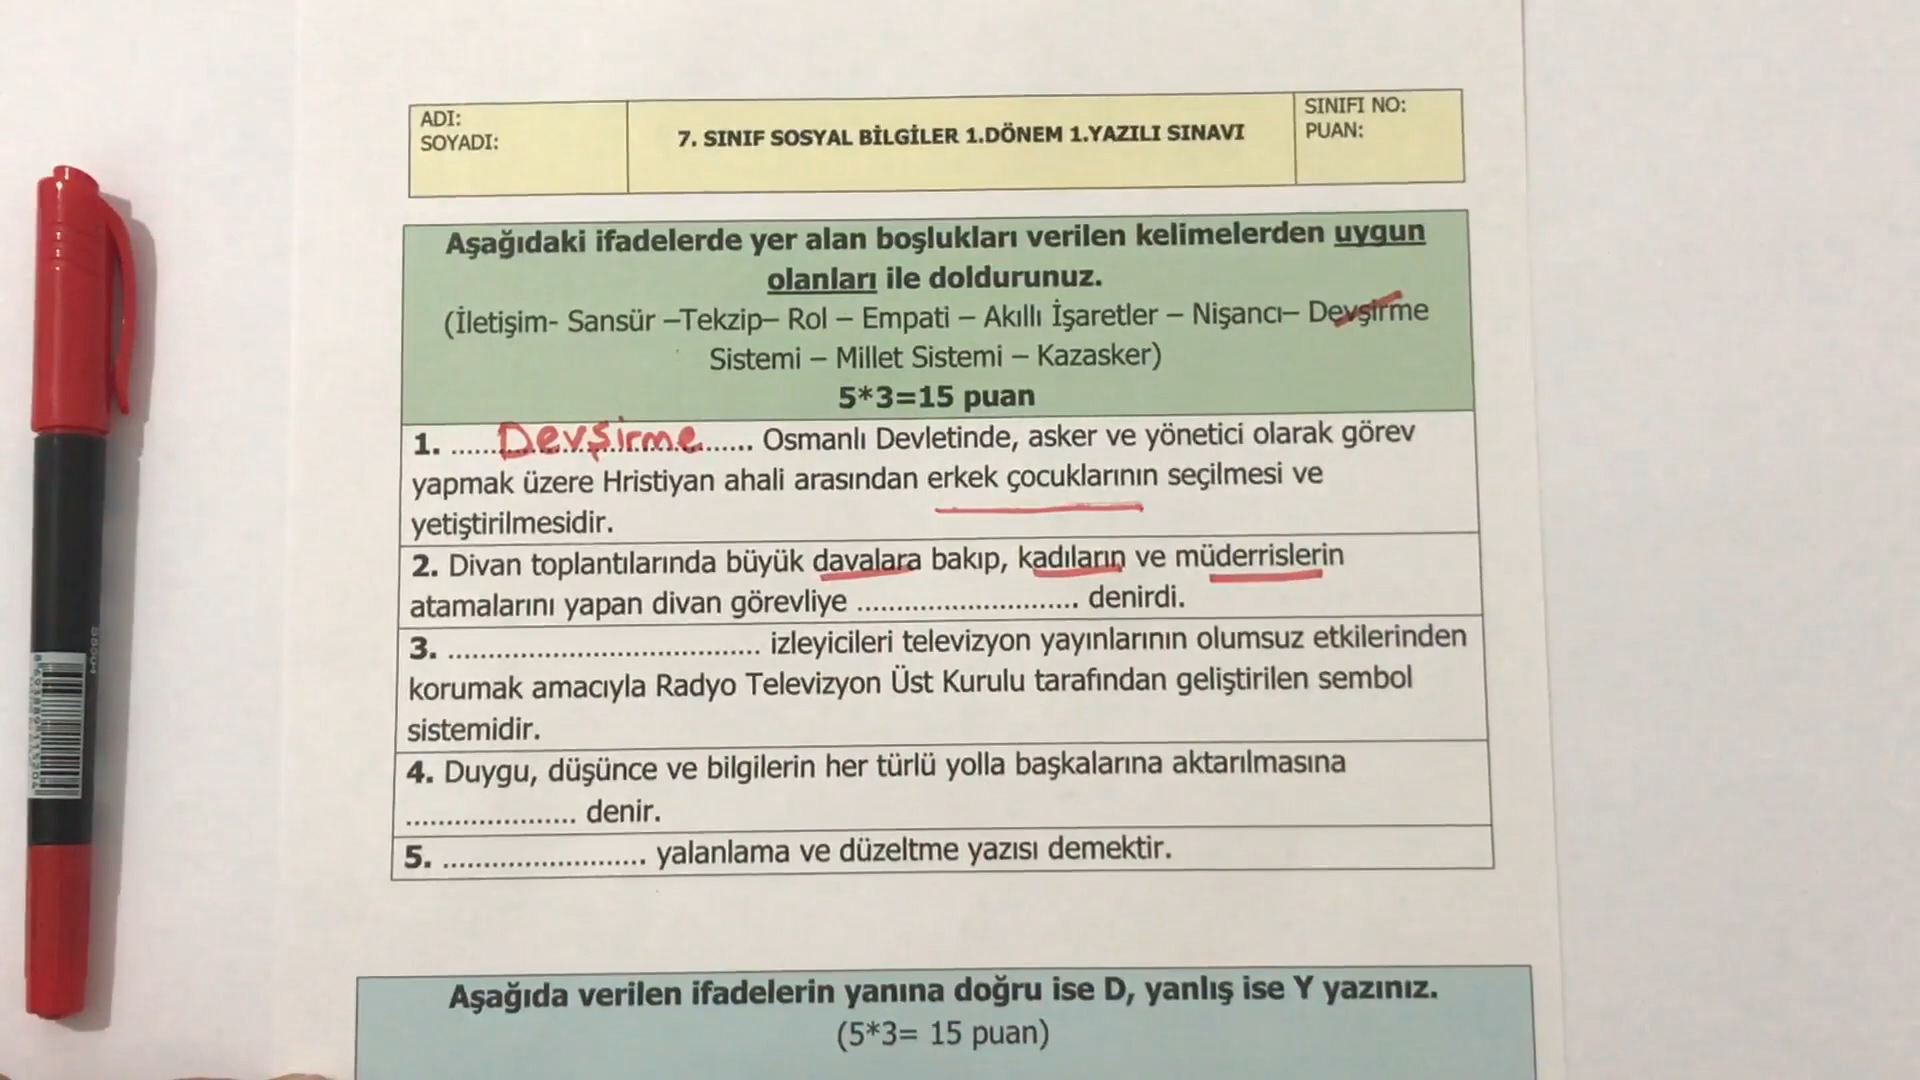 ADI:
SOYADI:
7. SINIF SOSYAL BİLGİLER 1.DÖNEM 1.YAZILI SINAVI
SINIFI NO:
PUAN:
Aşağıdaki ifadelerde yer alan boşlukları verilen kelimelerden uygun
olanları ile doldurunuz.
(İletişim- Sansür –Tekzip– Rol – Empati – Akıllı İşaretler – Nişancı– Devşirme
Sistemi – Millet Sistemi – Kazasker)
5*3=15 puan
1. ......Devşirme...... Osmanlı Devletinde, asker ve yönetici olarak görev
yapmak üzere Hristiyan ahali arasından erkek çocuklarının seçilmesi ve
yetiştirilmesidir.
2. Divan toplantılarında büyük davalara bakıp, kadıların ve müderrislerin
atamalarını yapan divan görevliye ........................... denirdi.
3. ...................................... izleyicileri televizyon yayınlarının olumsuz etkilerinden
korumak amacıyla Radyo Televizyon Üst Kurulu tarafından geliştirilen sembol
sistemidir.
4. Duygu, düşünce ve bilgilerin her türlü yolla başkalarına aktarılmasına
..................... denir.
5. ......................... yalanlama ve düzeltme yazısı demektir.
Aşağıda verilen ifadelerin yanına doğru ise D, yanlış ise Y yazınız.
(5*3= 15 puan)